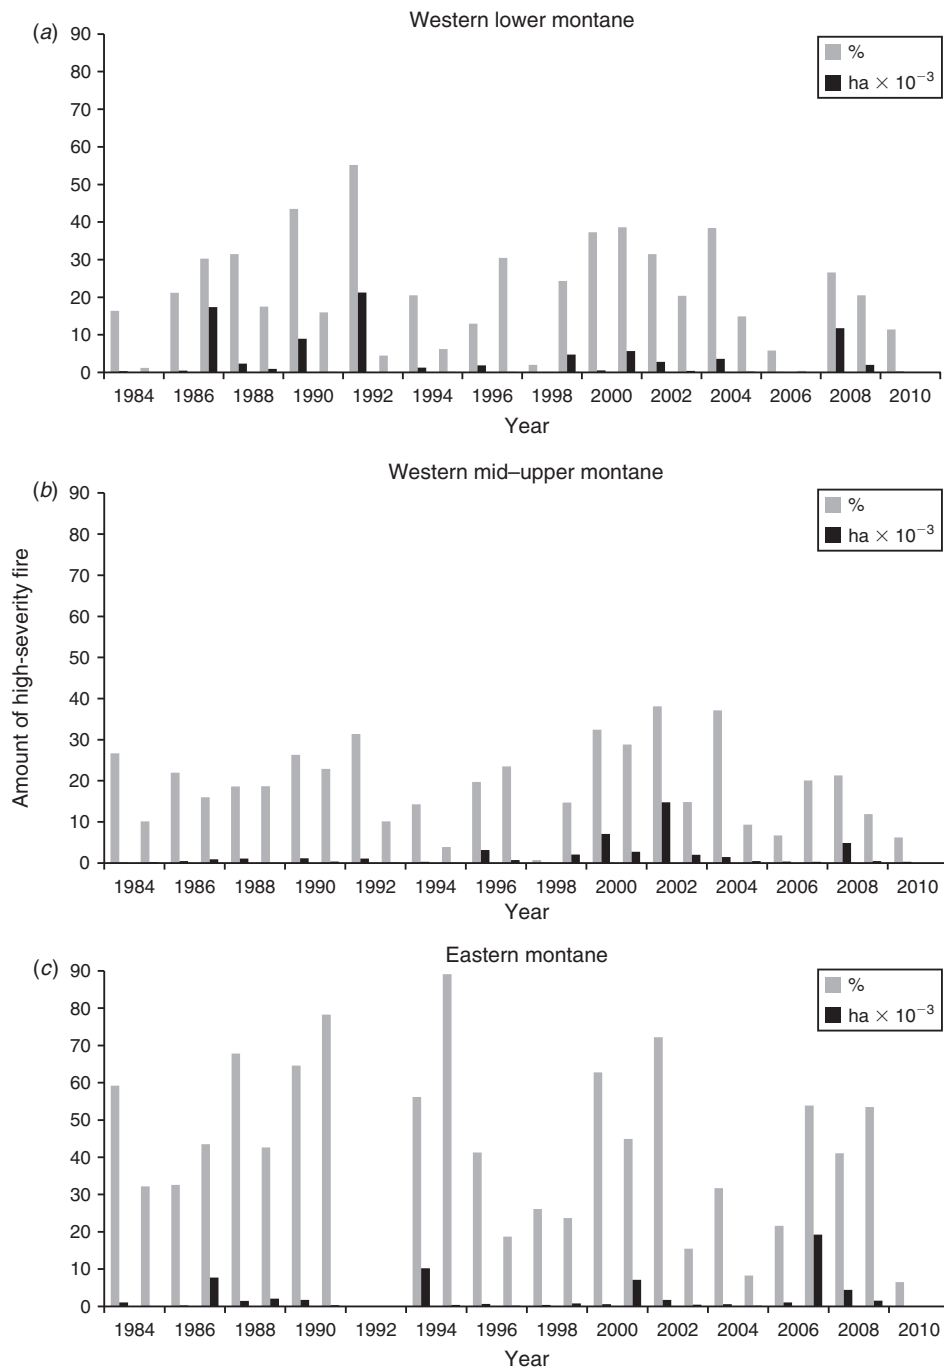 Western lower montane
(a)
90
80
70
60
50
40
30
20
10
0
%
ha × 10⁻³
1984 1986 1988 1990 1992 1994 1996 1998 2000 2002 2004 2006 2008 2010
Year
Western mid–upper montane
(b)
90
80
70
60
50
40
30
20
10
0
%
ha × 10⁻³
Amount of high-severity fire
1984 1986 1988 1990 1992 1994 1996 1998 2000 2002 2004 2006 2008 2010
Year
Eastern montane
(c)
90
80
70
60
50
40
30
20
10
0
%
ha × 10⁻³
1984 1986 1988 1990 1992 1994 1996 1998 2000 2002 2004 2006 2008 2010
Year